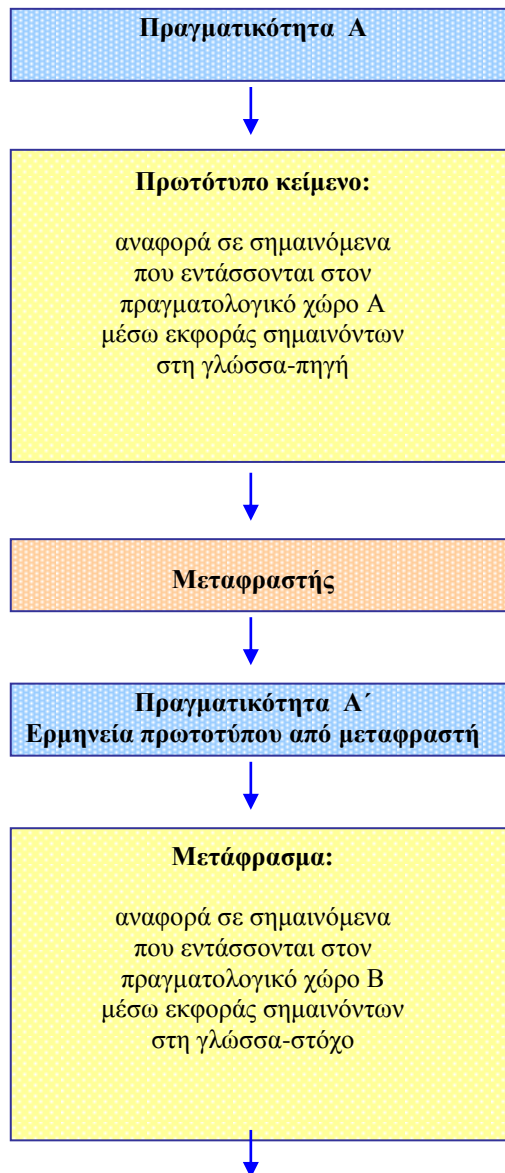 Πραγματικότητα Α
Πρωτότυπο κείμενο:
αναφορά σε σημαινόμενα
που εντάσσονται στον
πραγματολογικό χώρο Α
μέσω εκφοράς σημαινόντων
στη γλώσσα-πηγή
Μεταφραστής
Πραγματικότητα Α΄
Ερμηνεία πρωτοτύπου από μεταφραστή
Μετάφρασμα:
αναφορά σε σημαινόμενα
που εντάσσονται στον
πραγματολογικό χώρο Β
μέσω εκφοράς σημαινόντων
στη γλώσσα-στόχο